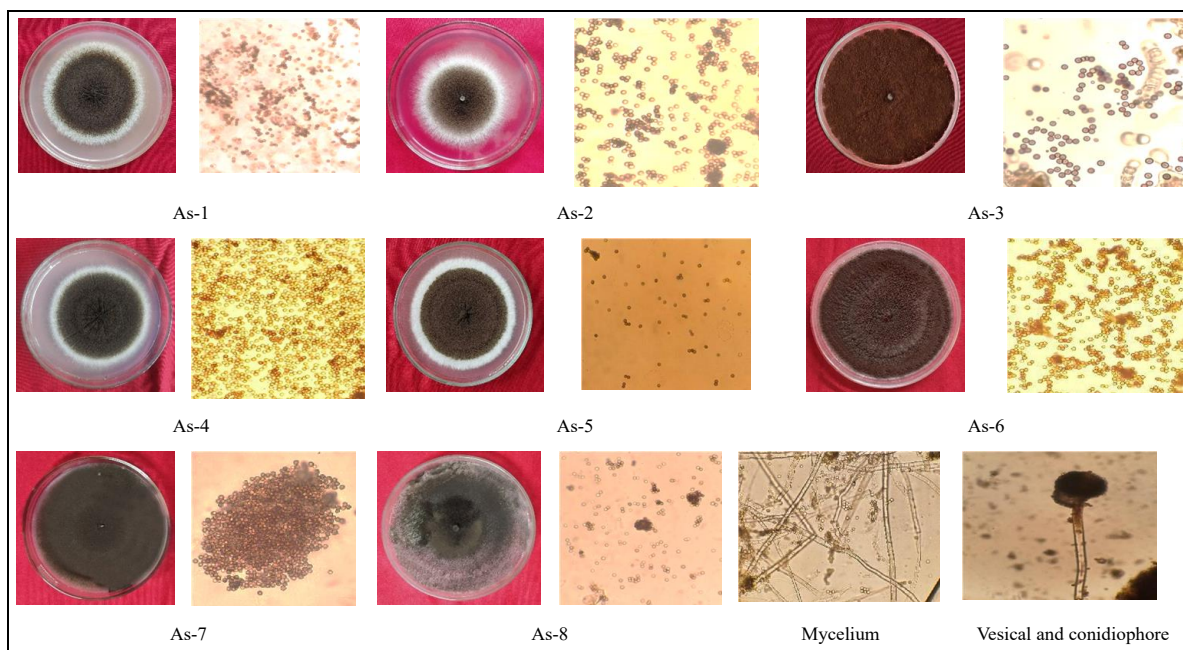 As-1 As-2 As-3
As-4 As-5 As-6
As-7 As-8 Mycelium Vesical and conidiophore